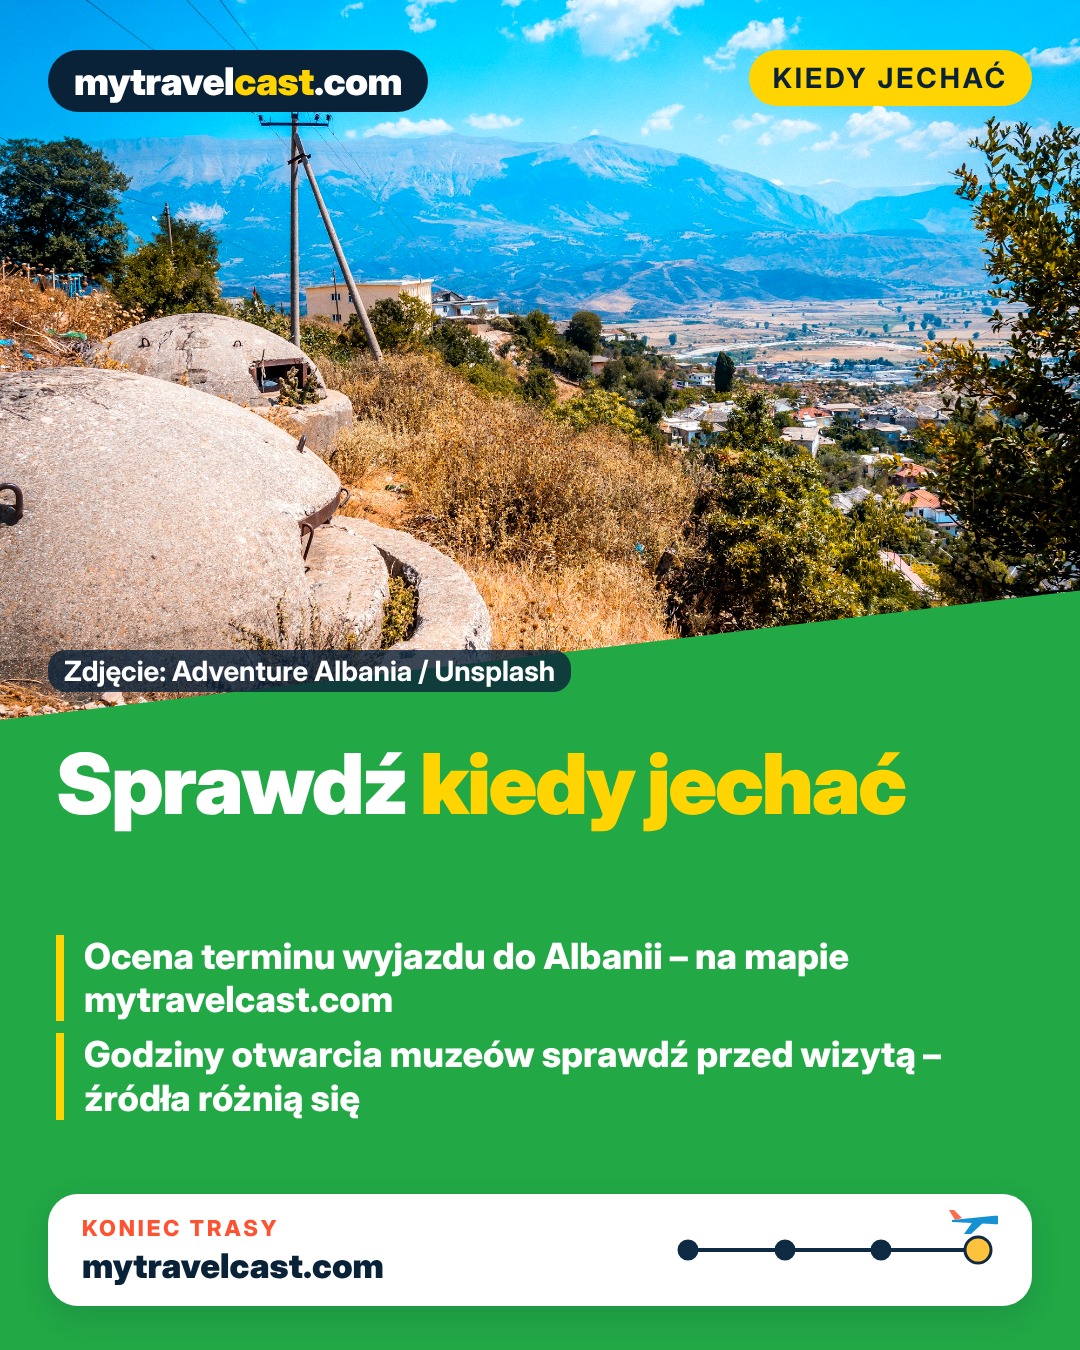 mytravelcast.com
KIEDY JECHAĆ
Zdjęcie: Adventure Albania / Unsplash
Sprawdź kiedy jechać
Ocena terminu wyjazdu do Albanii – na mapie
mytravelcast.com
Godziny otwarcia muzeów sprawdź przed wizytą –
źródła różnią się
KONIEC TRASY
mytravelcast.com